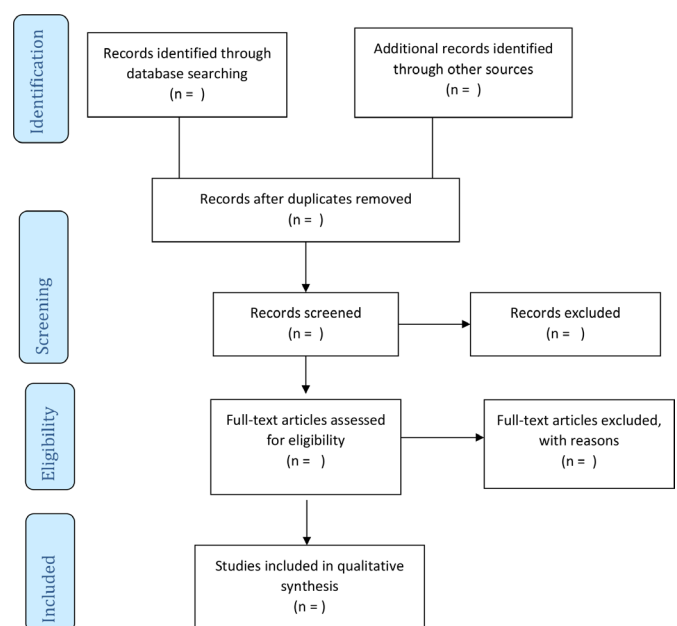 Identification
Records identified through
database searching
(n =  )
Additional records identified
through other sources
(n =  )
Records after duplicates removed
(n =  )
Screening
Records screened
(n =  )
Records excluded
(n =  )
Eligibility
Full-text articles assessed
for eligibility
(n =  )
Full-text articles excluded,
with reasons
(n =  )
Included
Studies included in qualitative
synthesis
(n = )